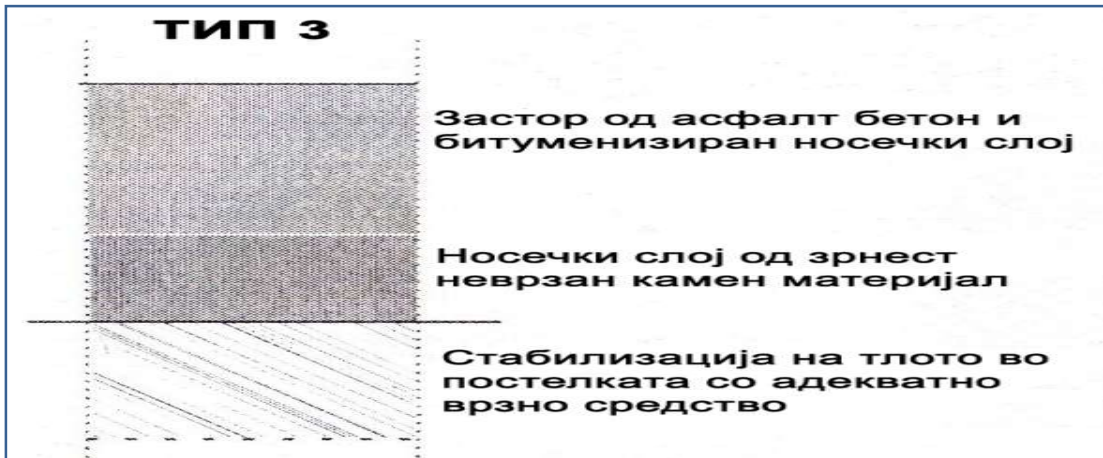 ТИП 3
Застор од асфалт бетон и
битуменизиран носечки слој
Носечки слој од зрнест
неврзан камен материјал
Стабилизација на тлото во
постелката со адекватно
врзно средство